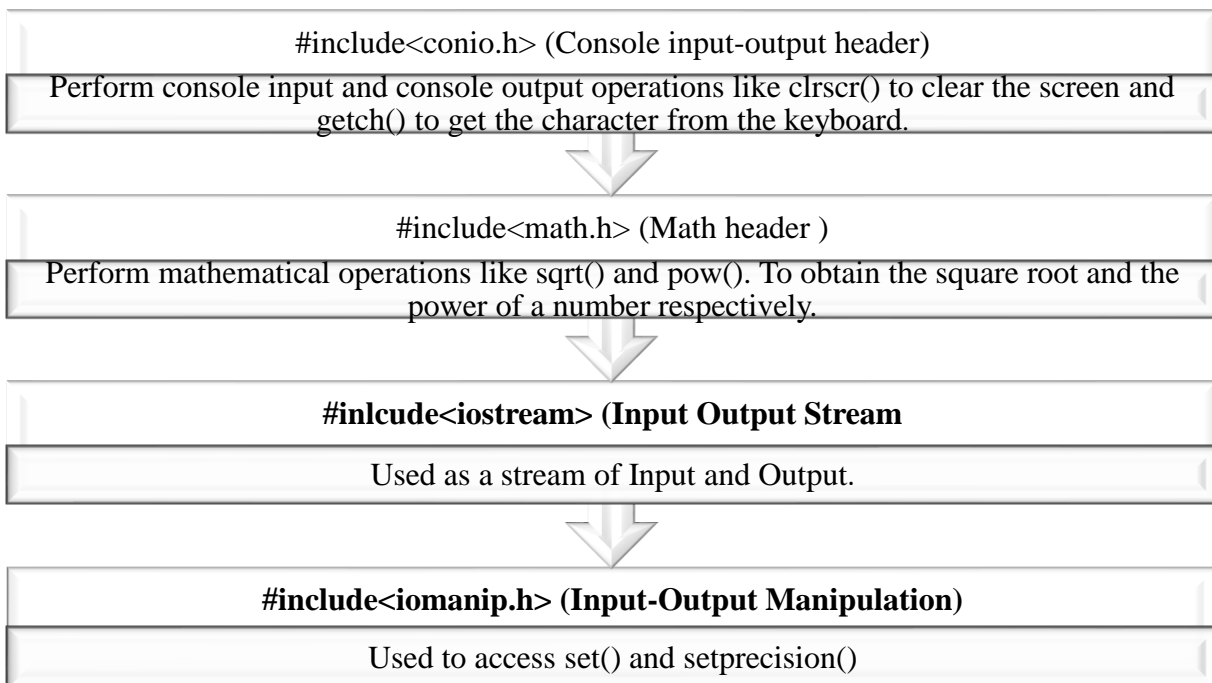 #include<conio.h> (Console input-output header)
Perform console input and console output operations like clrscr() to clear the screen and
getch() to get the character from the keyboard.
#include<math.h> (Math header )
Perform mathematical operations like sqrt() and pow(). To obtain the square root and the
power of a number respectively.
#inlcude<iostream> (Input Output Stream
Used as a stream of Input and Output.
#include<iomanip.h> (Input-Output Manipulation)
Used to access set() and setprecision()